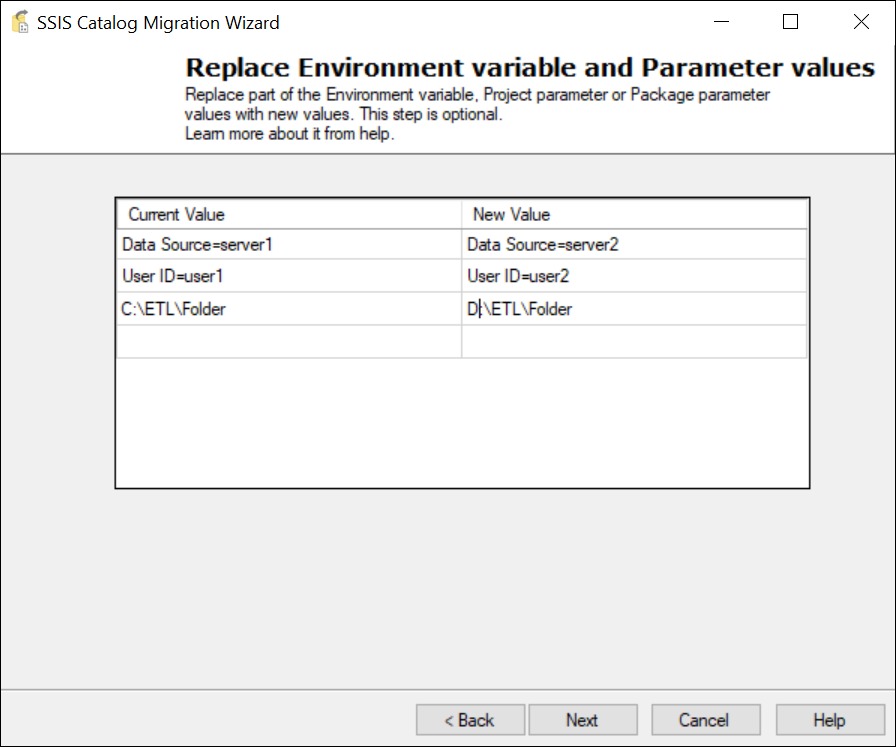 SSIS Catalog Migration Wizard
Replace Environment variable and Parameter values
Replace part of the Environment variable, Project parameter or Package parameter
values with new values. This step is optional.
Learn more about it from help.
Current Value New Value
Data Source=server1 Data Source=server2
User ID=user1 User ID=user2
C:\ETL\Folder D:\ETL\Folder
< Back Next Cancel Help